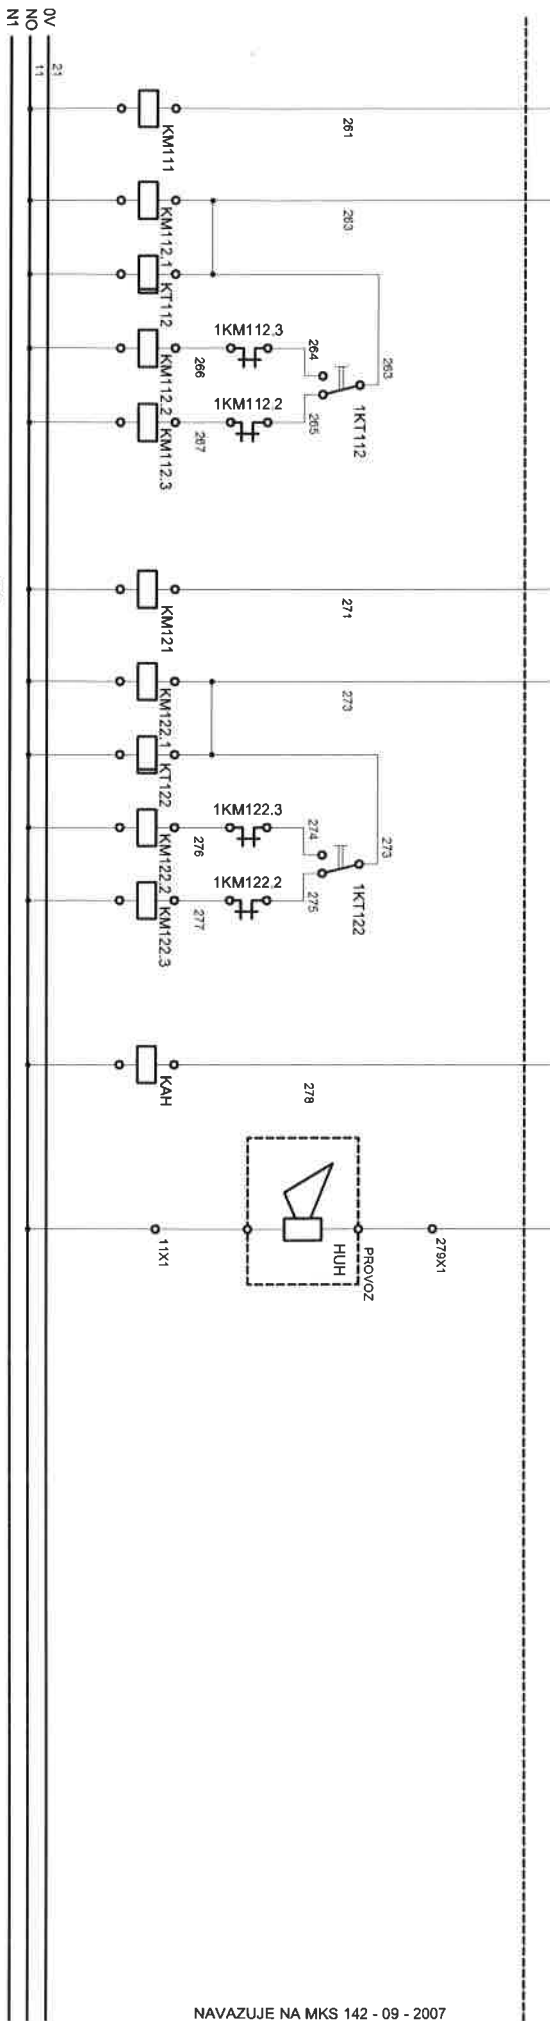 0V
NO
N1
21
11
KM111
261
KM112.1
263
KT112
KM112.2
266
1KM112.3
264
263
1KT112
KM112.3
267
1KM112.2
265
KM121
271
KM122.1
273
KT122
KM122.2
276
1KM122.3
274
273
1KT122
KM122.3
277
1KM122.2
275
KAH
278
HUH
PROVOZ
11X1
279X1
NAVAZUJE NA MKS 142 - 09 - 2007